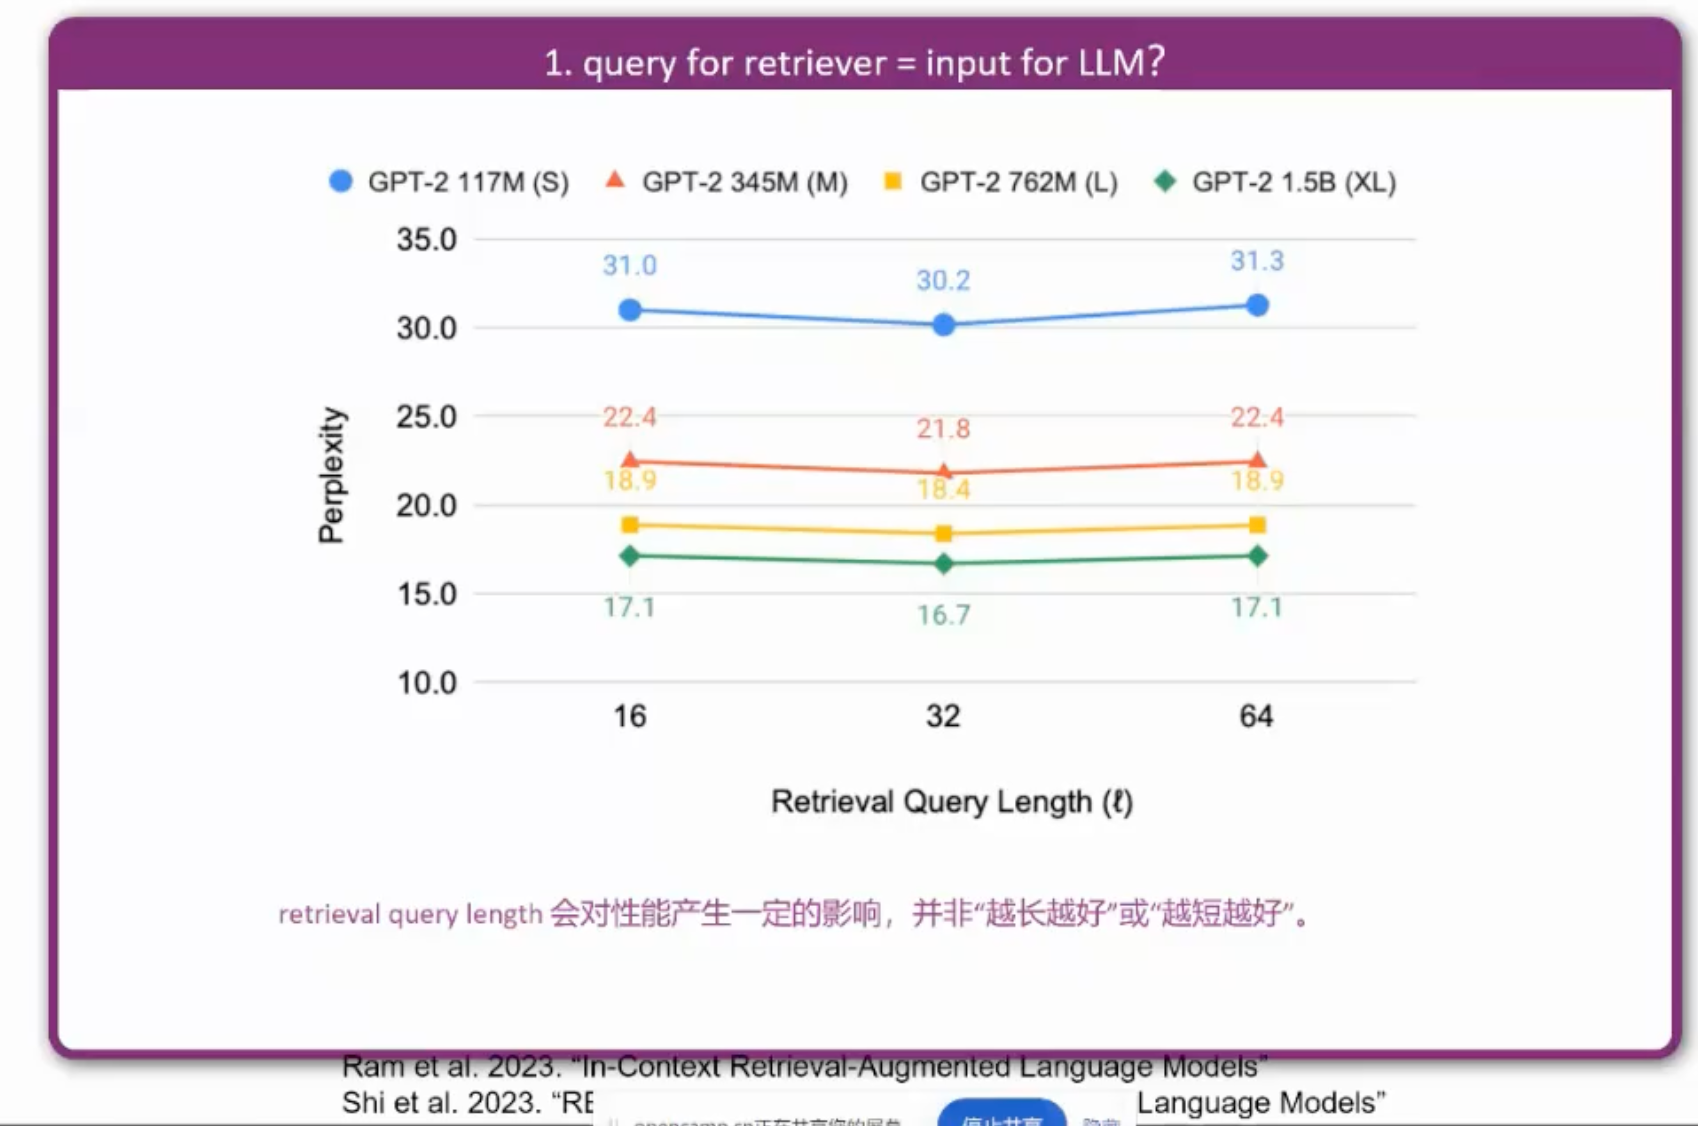 1. query for retriever = input for LLM?
GPT-2 117M (S) GPT-2 345M (M) GPT-2 762M (L) GPT-2 1.5B (XL)
35.0
31.0 30.2 31.3
30.0
25.0
22.4 21.8 22.4
18.9 18.4 18.9
20.0
15.0
17.1 16.7 17.1
10.0
Perplexity
16 32 64
Retrieval Query Length (ℓ)
retrieval query length 会对性能产生一定的影响，并非“越长越好”或“越短越好”。
Ram et al. 2023. “In-Context Retrieval-Augmented Language Models”
Shi et al. 2023. Language Models”
停止共享 隐藏